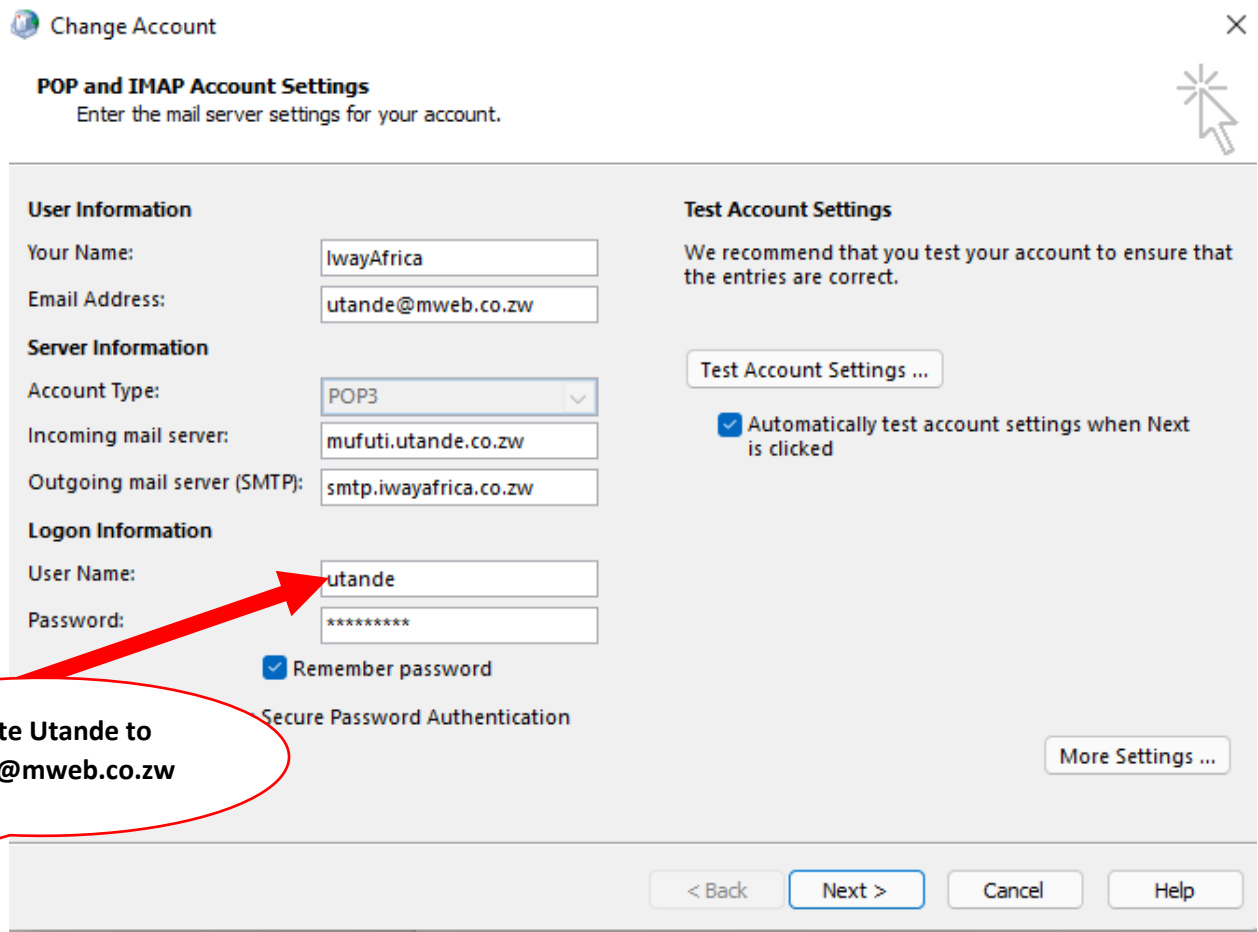 Change Account
POP and IMAP Account Settings
Enter the mail server settings for your account.
User Information
Your Name: IwayAfrica
Email Address: utande@mweb.co.zw
Server Information
Account Type: POP3
Incoming mail server: mufuti.utande.co.zw
Outgoing mail server (SMTP): smtp.iwayafrica.co.zw
Logon Information
User Name: utande
Password: *********
Remember password
Secure Password Authentication
Utande to
@mweb.co.zw
Test Account Settings
We recommend that you test your account to ensure that
the entries are correct.
Test Account Settings ...
Automatically test account settings when Next
is clicked
More Settings ...
< Back
Next >
Cancel
Help